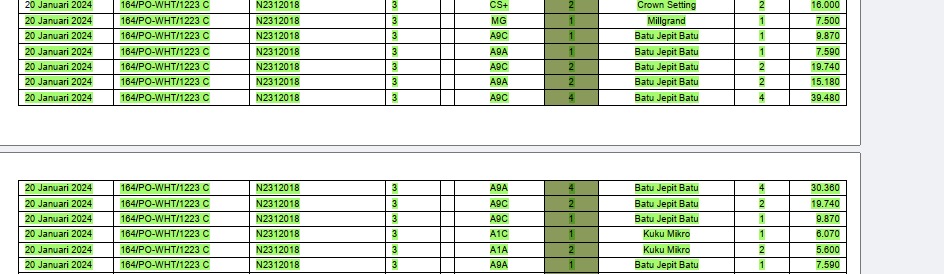 20 Januari 2024 164/PO-WHT/1223 C N2312018 3 CS+ 2 Crown Setting 2 16.000
20 Januari 2024 164/PO-WHT/1223 C N2312018 3 MG 1 Millgrand 1 7.500
20 Januari 2024 164/PO-WHT/1223 C N2312018 3 A9C 1 Batu Jepit Batu 1 9.870
20 Januari 2024 164/PO-WHT/1223 C N2312018 3 A9A 1 Batu Jepit Batu 1 7.590
20 Januari 2024 164/PO-WHT/1223 C N2312018 3 A9C 2 Batu Jepit Batu 2 19.740
20 Januari 2024 164/PO-WHT/1223 C N2312018 3 A9A 2 Batu Jepit Batu 2 15.180
20 Januari 2024 164/PO-WHT/1223 C N2312018 3 A9C 4 Batu Jepit Batu 4 39.480
20 Januari 2024 164/PO-WHT/1223 C N2312018 3 A9A 4 Batu Jepit Batu 4 30.360
20 Januari 2024 164/PO-WHT/1223 C N2312018 3 A9C 2 Batu Jepit Batu 2 19.740
20 Januari 2024 164/PO-WHT/1223 C N2312018 3 A9C 1 Batu Jepit Batu 1 9.870
20 Januari 2024 164/PO-WHT/1223 C N2312018 3 A1C 1 Kuku Mikro 1 6.070
20 Januari 2024 164/PO-WHT/1223 C N2312018 3 A1A 2 Kuku Mikro 2 5.600
20 Januari 2024 164/PO-WHT/1223 C N2312018 3 A9A 1 Batu Jepit Batu 1 7.590